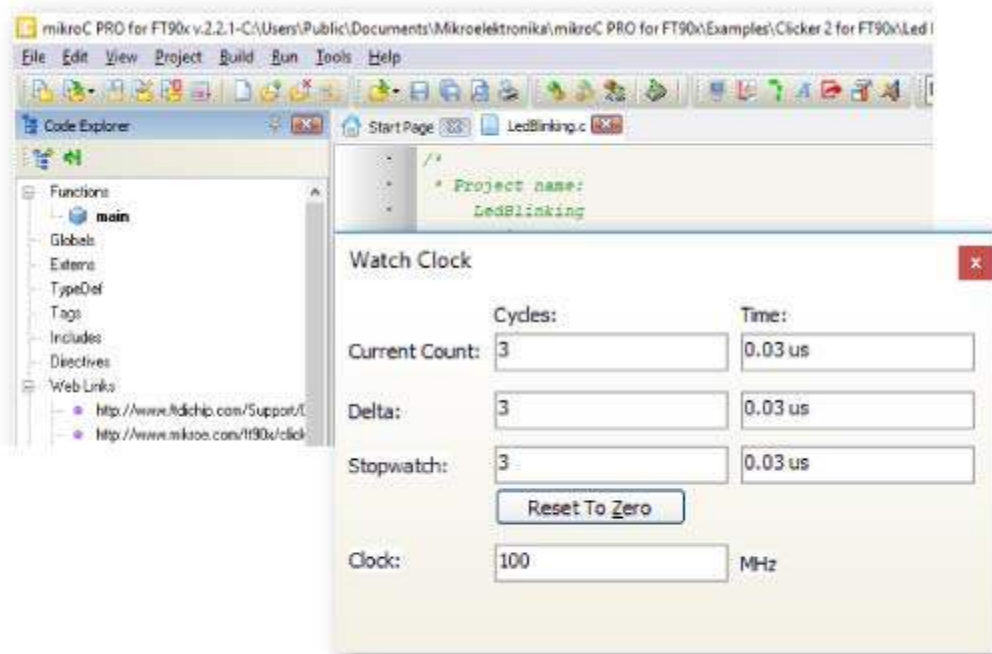 mikroC PRO for FT90x v.2.2.1-C:\Users\Public\Documents\Mikroelektronika\mikroC PRO for FT90x\Examples\Clicker 2 for FT90x\Led
File Edit View Project Build Run Tools Help
Code Explorer
Start Page
LedBlinking.c
/*
* Project name:
LedBlinking
Functions
main
Globals
Externs
TypeDef
Tags
Includes
Directives
Web Links
http://www.ftdichip.com/Support/
http://www.mikroe.com/ft90x/click
Watch Clock
Cycles: Time:
Current Count: 3 0.03 us
Delta: 3 0.03 us
Stopwatch: 3 0.03 us
Reset To Zero
Clock: 100 MHz